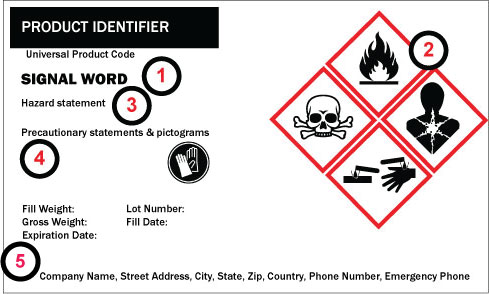 PRODUCT IDENTIFIER
Universal Product Code
SIGNAL WORD 1
2
Hazard statement 3
Precautionary statements & pictograms
4
Fill Weight: Lot Number:
Gross Weight: Fill Date:
Expiration Date:
5
Company Name, Street Address, City, State, Zip, Country, Phone Number, Emergency Phone